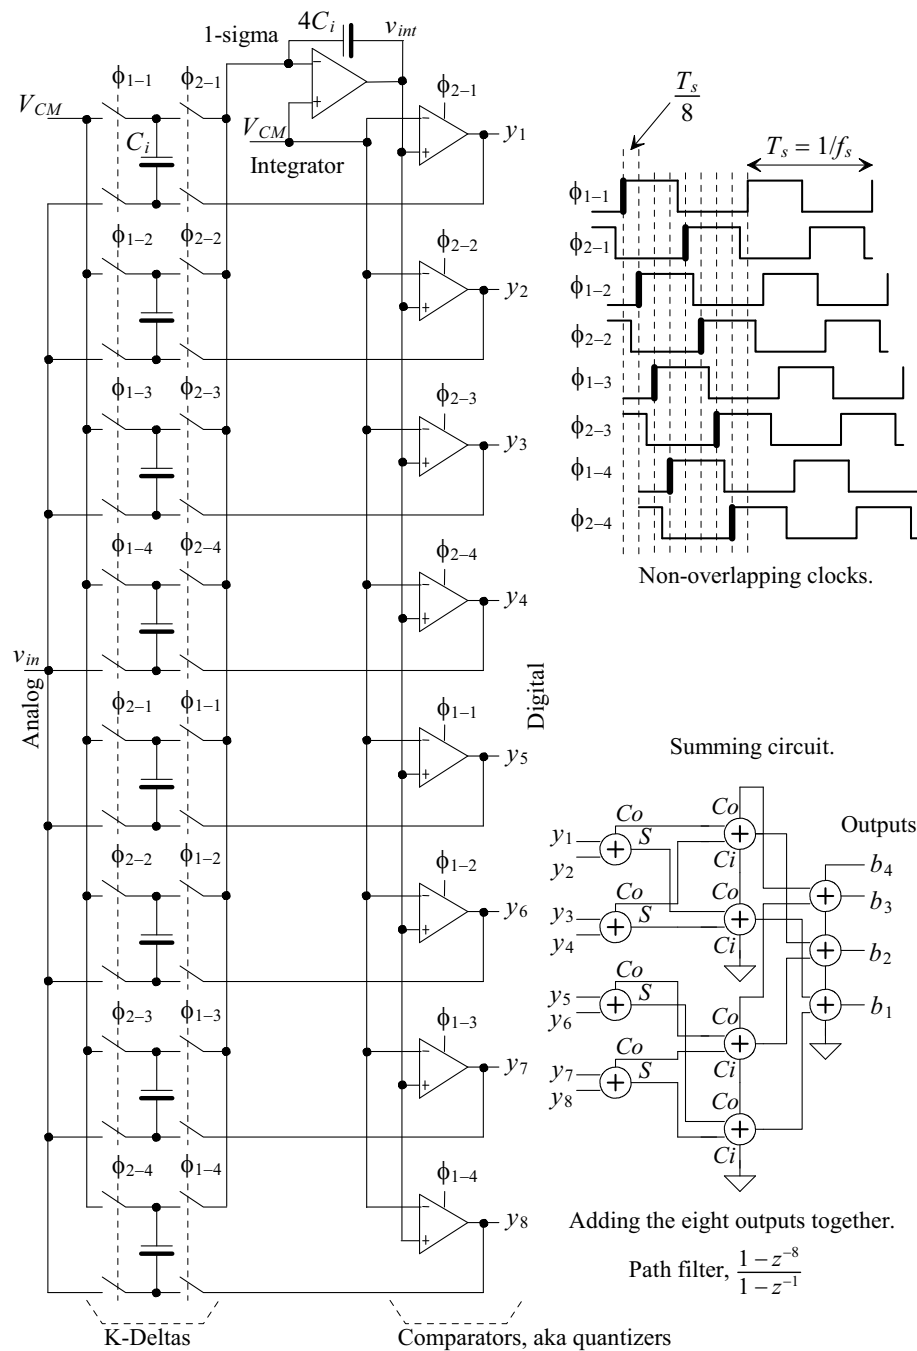 1-sigma
4C_i
v_int
ϕ1–1
ϕ2–1
V_CM
C_i
V_CM
Integrator
ϕ2–1
y1
ϕ1–2
ϕ2–2
ϕ2–2
y2
ϕ1–3
ϕ2–3
ϕ2–3
y3
ϕ1–4
ϕ2–4
ϕ2–4
y4
v_in
Analog
Digital
ϕ2–1
ϕ1–1
ϕ1–1
y5
ϕ2–2
ϕ1–2
ϕ1–2
y6
ϕ2–3
ϕ1–3
ϕ1–3
y7
ϕ2–4
ϕ1–4
ϕ1–4
y8
K-Deltas
Comparators, aka quantizers
T_s/8
T_s = 1/f_s
ϕ1–1
ϕ2–1
ϕ1–2
ϕ2–2
ϕ1–3
ϕ2–3
ϕ1–4
ϕ2–4
Non-overlapping clocks.
Summing circuit.
Outputs
y1
y2
Co
S
+
y3
y4
Co
S
+
y5
y6
Co
S
+
y7
y8
Co
S
+
Co
+
Ci
Co
+
Ci
Co
+
Ci
Co
+
Ci
+
+
+
b4
b3
b2
b1
Adding the eight outputs together.
Path filter, (1 – z^–8)/(1 – z^–1)